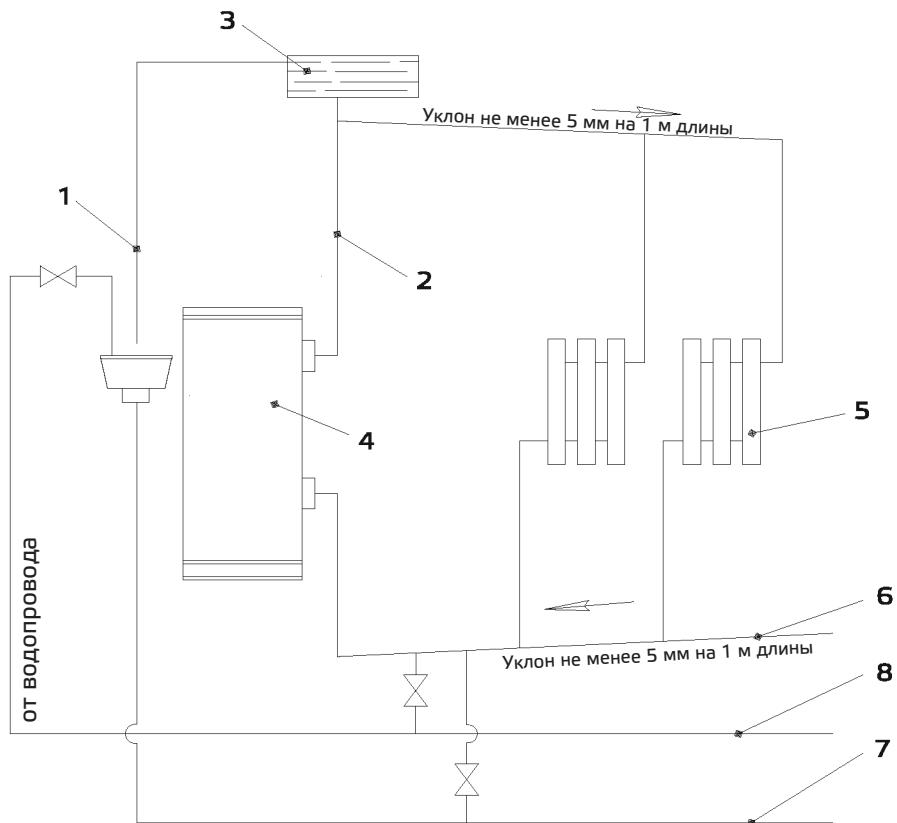 3
Уклон не менее 5 мм на 1 м длины
1
2
5
4
от водопровода
6
Уклон не менее 5 мм на 1 м длины
8
7